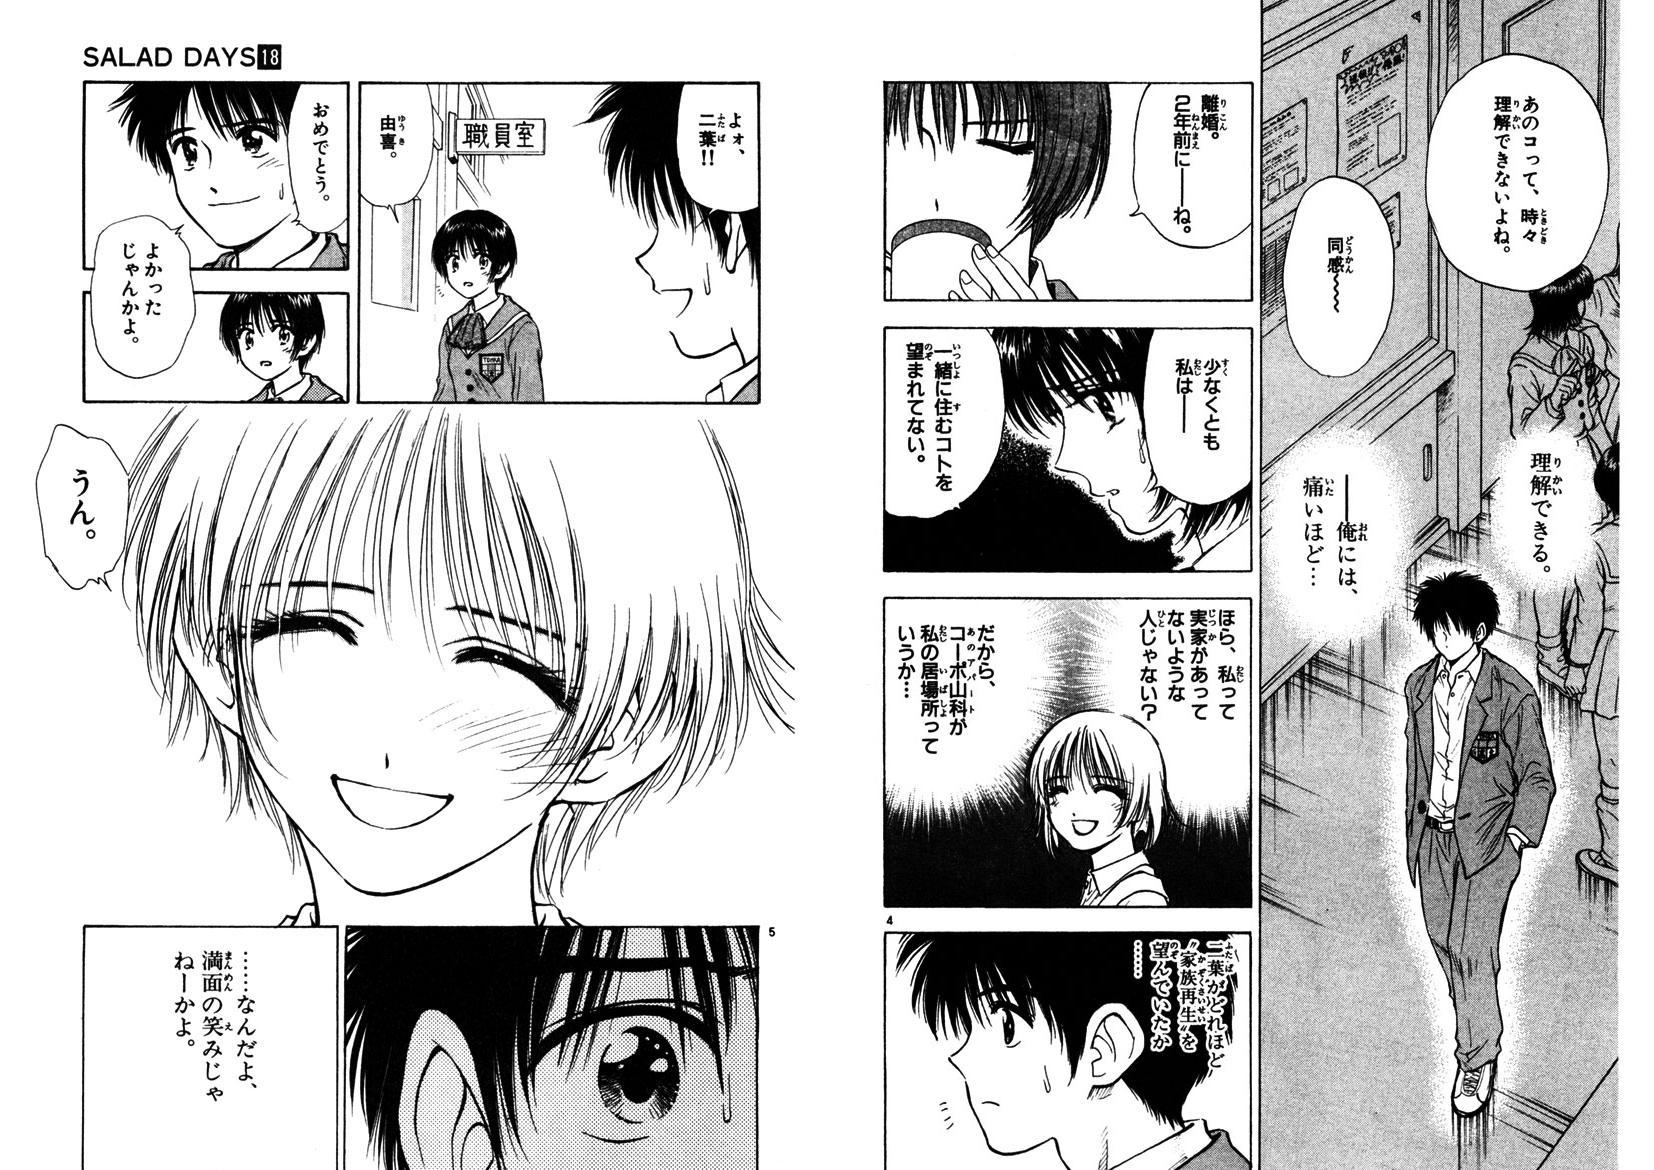 あのコって、時々
理解できないよね。
同感〜〜〜
理解できる。
――俺には、
痛いほど…
離婚。
2年前に――ね。
少なくとも
私は――
一緒に住むコトを
望まれてない。
ほら、私って
実家があって
ないような
人じゃない？
だから、
コーポ山科が
私の居場所って
いうか…
二葉がどれほど
〝家族再生〟を
望んでいたか
………
4
SALAD DAYS 18
よォ、
二葉!!
職員室
由喜。
おめでとう。
よかった
じゃんかよ。
うん。
……なんだよ、
満面の笑みじゃ
ねーかよ。
5